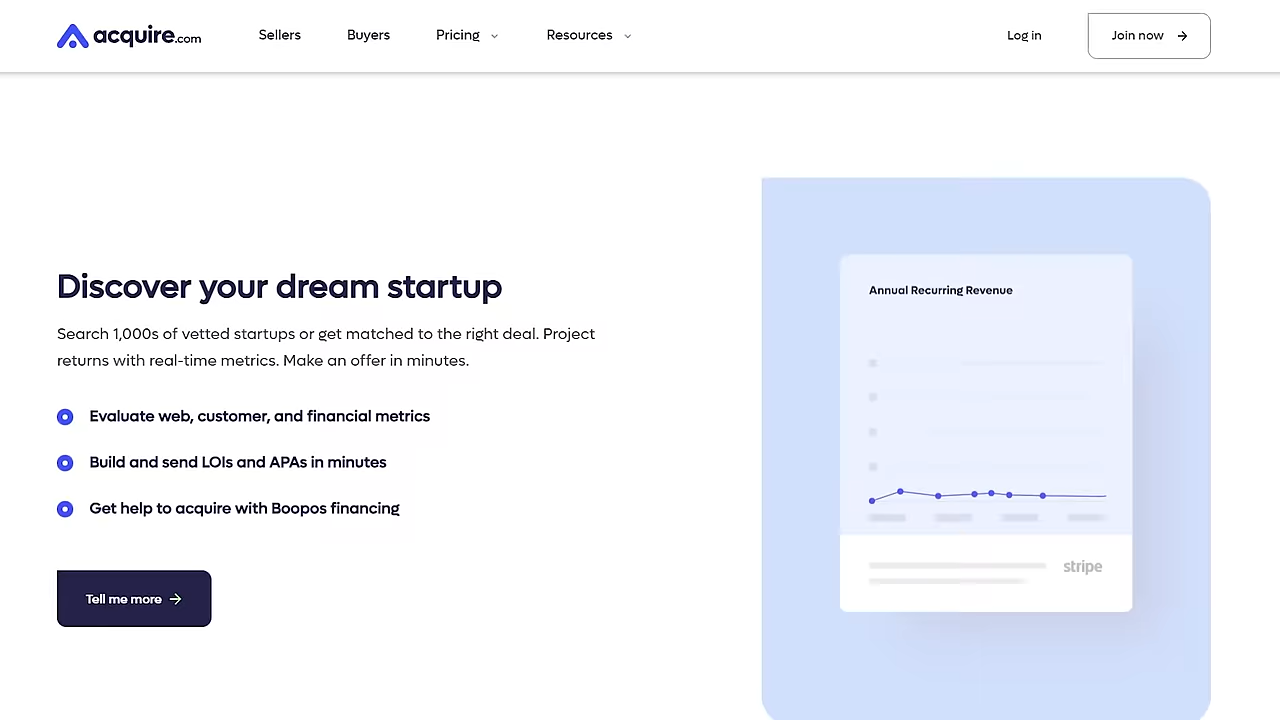 acquire.com
Sellers
Buyers
Pricing
Resources
Log in
Join now
Discover your dream startup
Search 1,000s of vetted startups or get matched to the right deal. Project
returns with real-time metrics. Make an offer in minutes.
Evaluate web, customer, and financial metrics
Build and send LOIs and APAs in minutes
Get help to acquire with Boopos financing
Tell me more
Annual Recurring Revenue
stripe